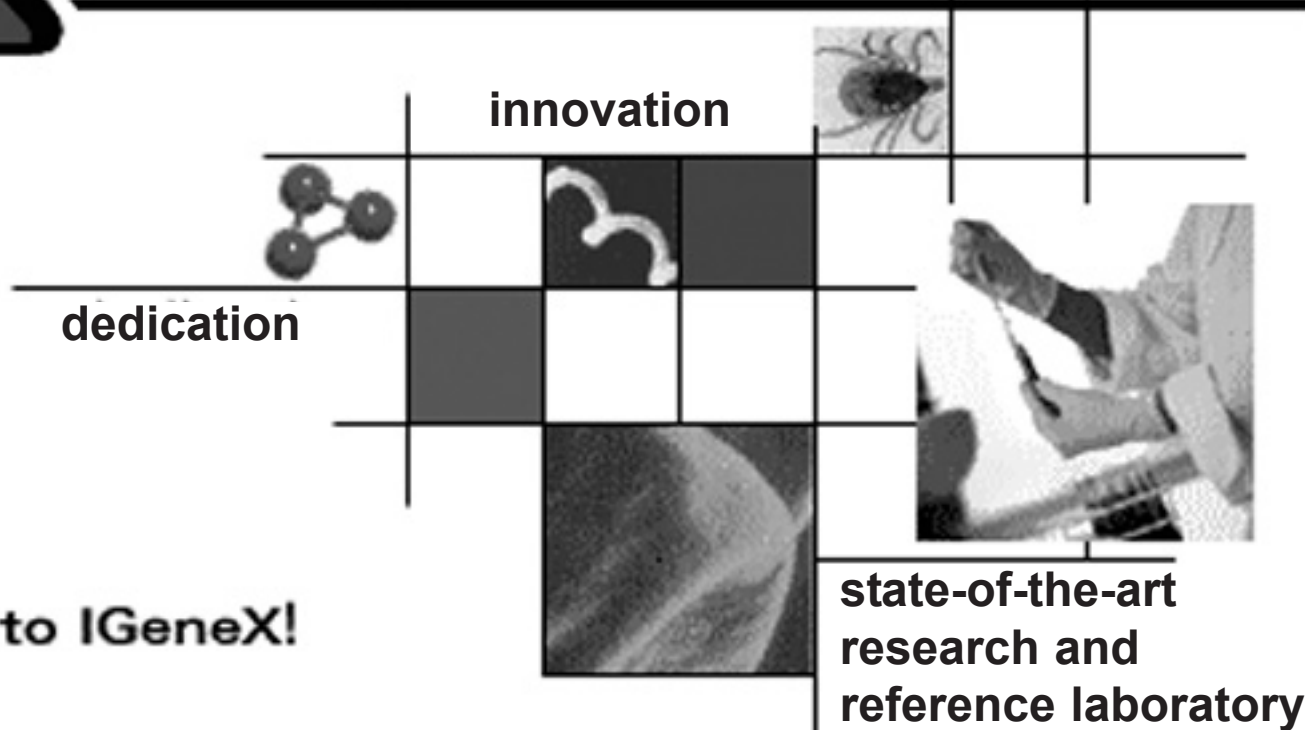 innovation
dedication
to IGeneX!
state-of-the-art
research and
reference laboratory